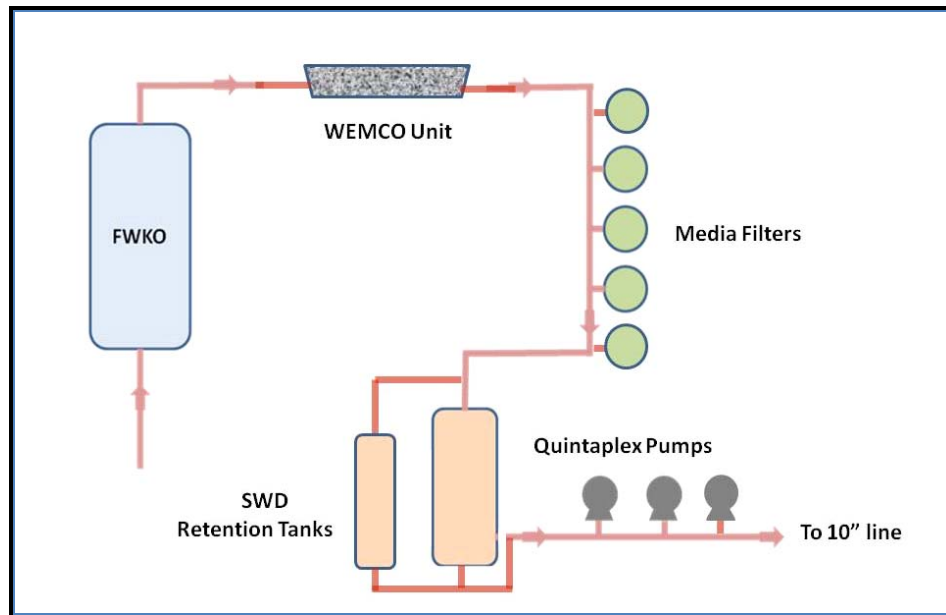 WEMCO Unit
FWKO
Media Filters
Quintaplex Pumps
SWD
Retention Tanks
To 10” line